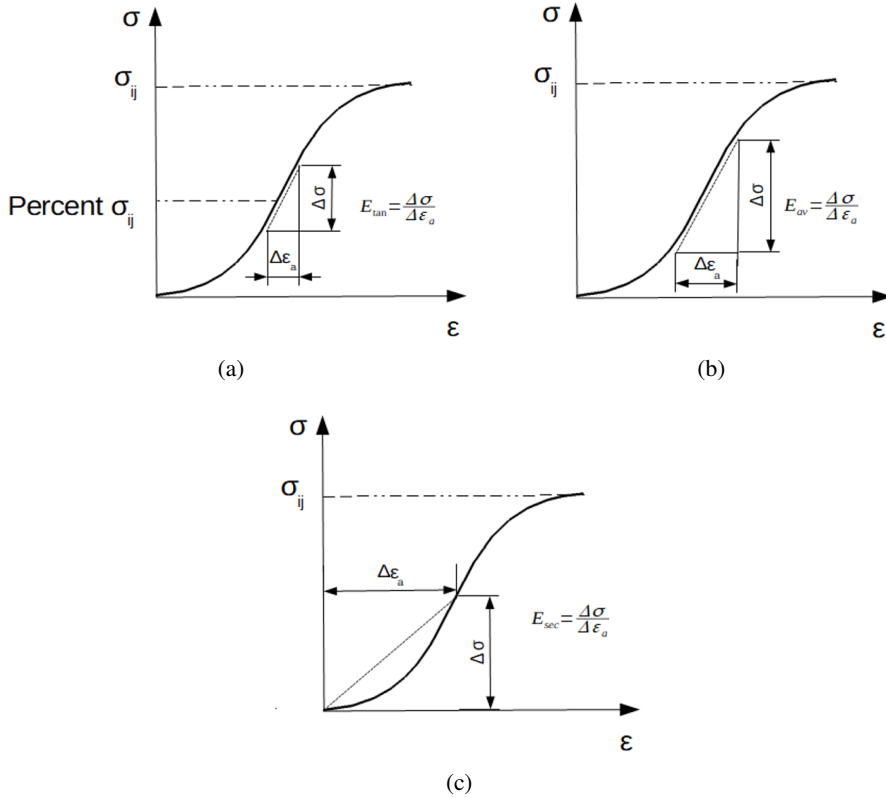 σ
σij
Percent σij
Δσ
Etan=Δσ/Δεa
Δεa
ε
(a)
σ
σij
Δσ
Eav=Δσ/Δεa
Δεa
ε
(b)
σ
σij
Δεa
Esec=Δσ/Δεa
Δσ
ε
(c)